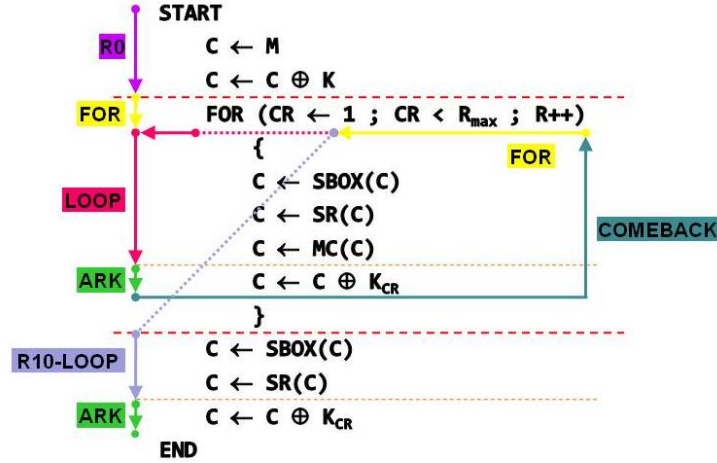 START
R0
C ← M
C ← C ⊕ K
FOR
FOR (CR ← 1 ; CR < Rmax ; R++)
{
FOR
C ← SBOX(C)
LOOP
C ← SR(C)
COMEBACK
C ← MC(C)
ARK
C ← C ⊕ KCR
}
R10-LOOP
C ← SBOX(C)
C ← SR(C)
ARK
C ← C ⊕ KCR
END